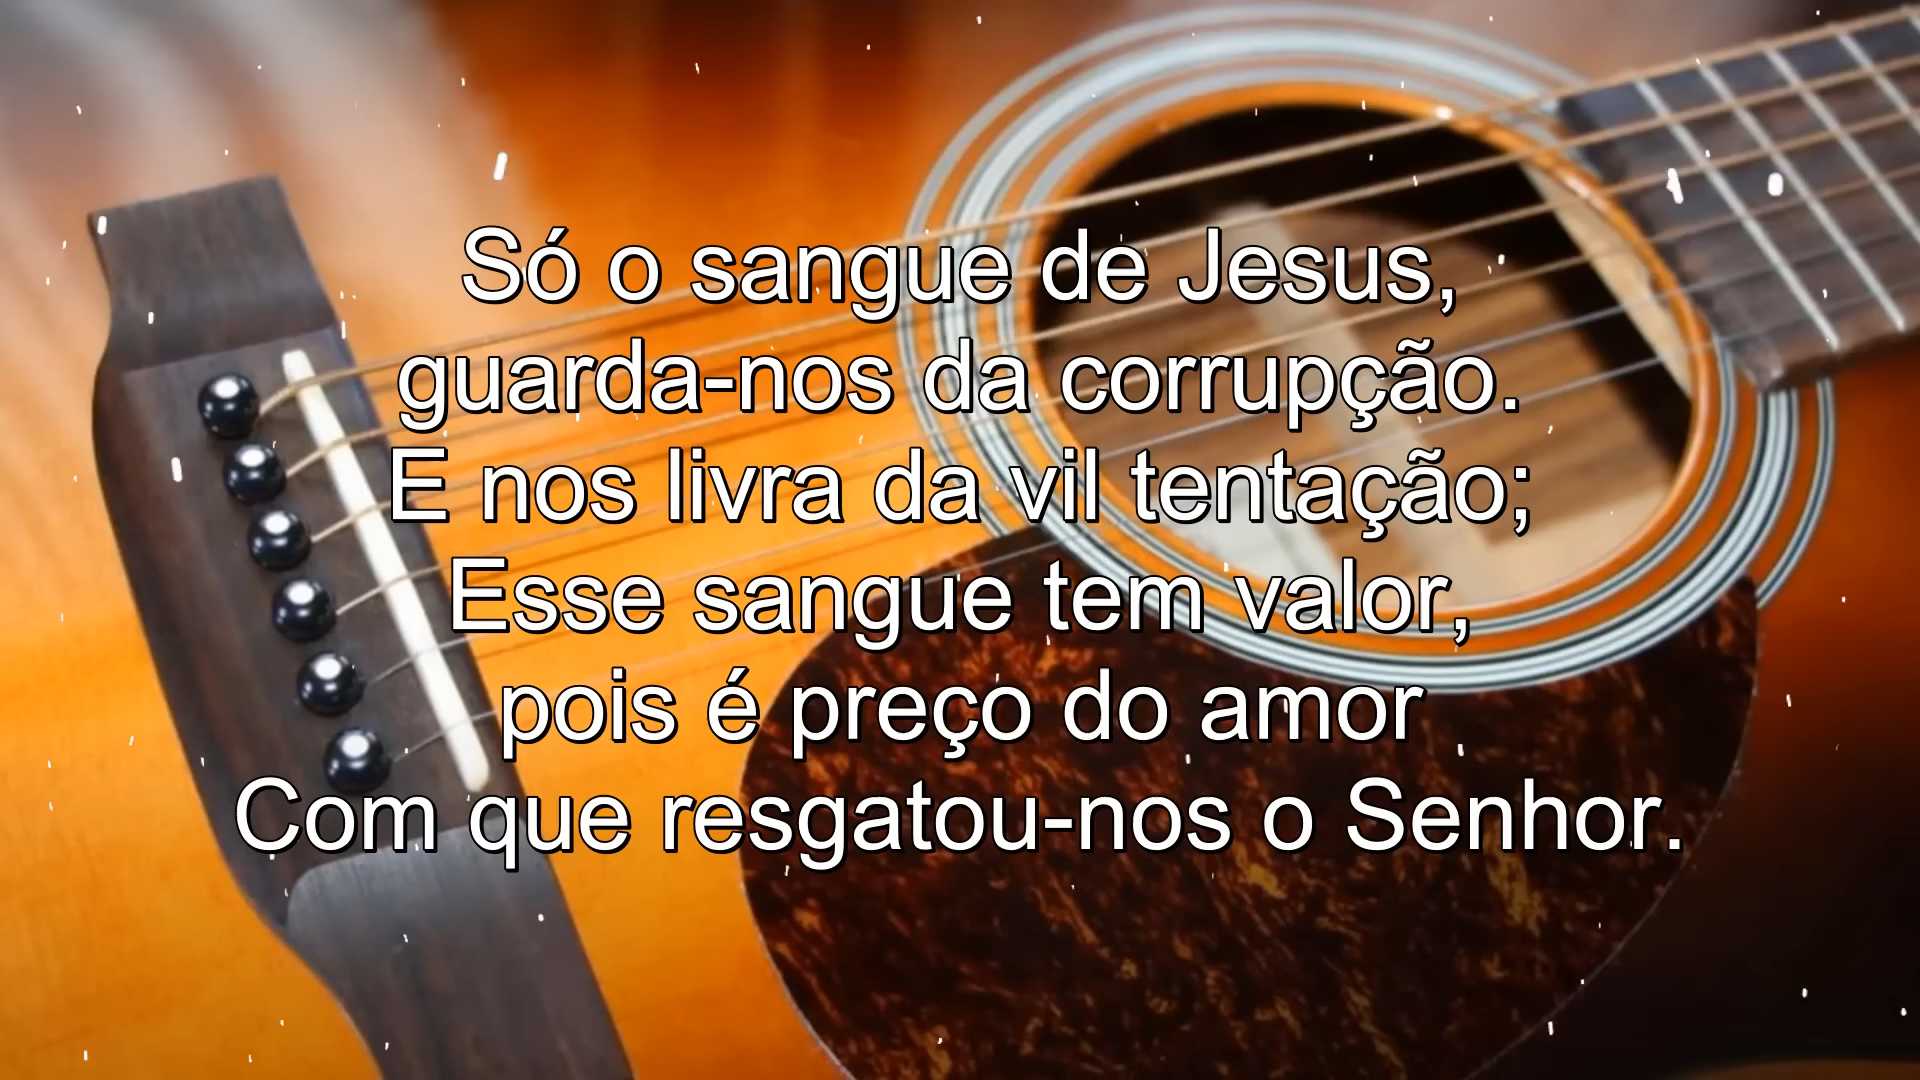 Só o sangue de Jesus,
guarda-nos da corrupção.
E nos livra da vil tentação;
Esse sangue tem valor,
pois é preço do amor
Com que resgatou-nos o Senhor.